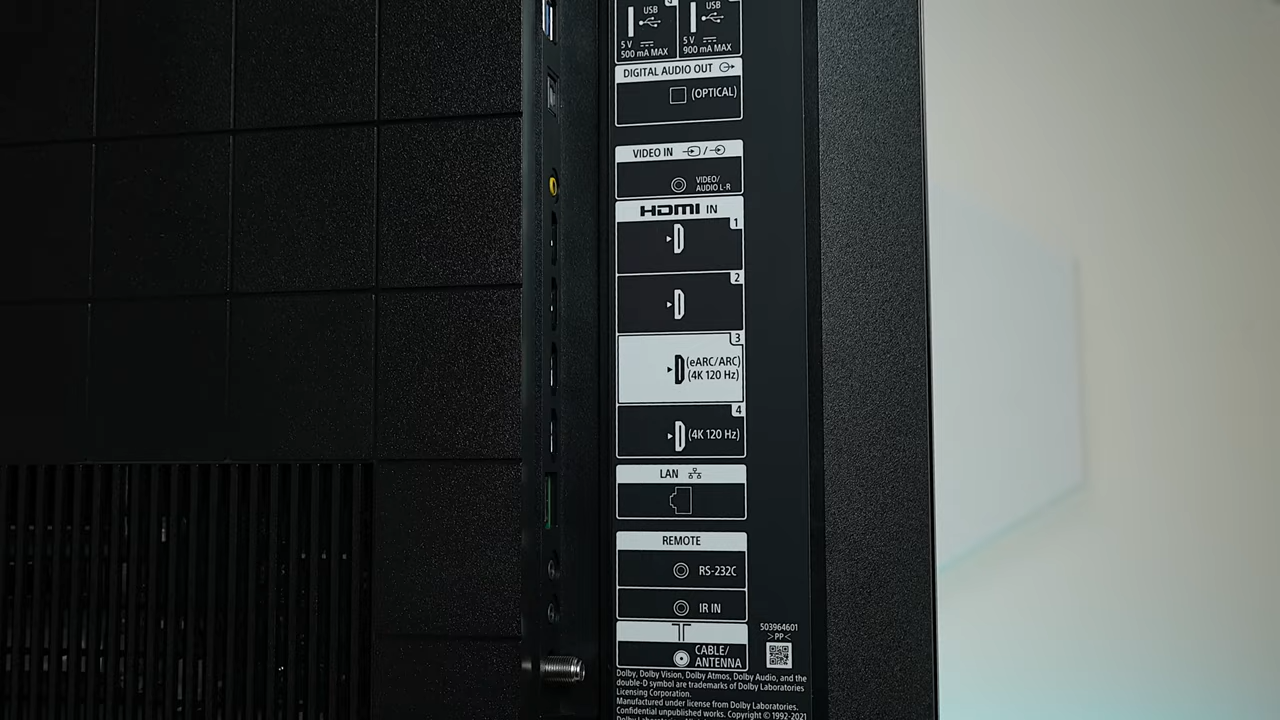 USB
5 V
500 mA MAX
USB
5 V
900 mA MAX
DIGITAL AUDIO OUT
(OPTICAL)
VIDEO IN /
VIDEO/
AUDIO L-R
HDMI IN
1
2
3
(eARC/ARC)
(4K 120 Hz)
4
(4K 120 Hz)
LAN
REMOTE
RS-232C
IR IN
CABLE/
ANTENNA
503964601
>PP<
Dolby, Dolby Vision, Dolby Atmos, Dolby Audio, and the
double-D symbol are trademarks of Dolby Laboratories
Licensing Corporation.
Manufactured under license from Dolby Laboratories.
Confidential unpublished works. Copyright © 1992-2021
Dolby Laboratories